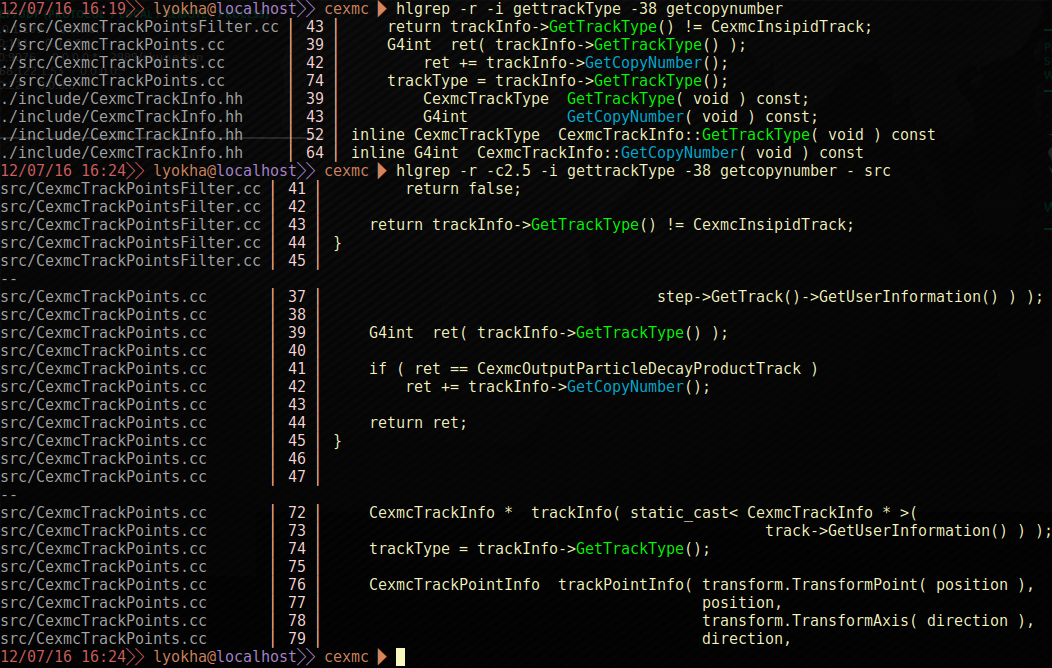 12/07/16 16:19>> lyokha@localhost>> cexmc hlgrep -r -i gettrackType -38 getcopynumber
./src/CexmcTrackPointsFilter.cc | 43 | return trackInfo->GetTrackType() != CexmcInsipidTrack;
./src/CexmcTrackPoints.cc | 39 | G4int ret( trackInfo->GetTrackType() );
./src/CexmcTrackPoints.cc | 42 | ret += trackInfo->GetCopyNumber();
./src/CexmcTrackPoints.cc | 74 | trackType = trackInfo->GetTrackType();
./include/CexmcTrackInfo.hh | 39 | CexmcTrackType GetTrackType( void ) const;
./include/CexmcTrackInfo.hh | 43 | G4int GetCopyNumber( void ) const;
./include/CexmcTrackInfo.hh | 52 | inline CexmcTrackType CexmcTrackInfo::GetTrackType( void ) const
./include/CexmcTrackInfo.hh | 64 | inline G4int CexmcTrackInfo::GetCopyNumber( void ) const
12/07/16 16:24>> lyokha@localhost>> cexmc hlgrep -r -c2.5 -i gettrackType -38 getcopynumber - src
src/CexmcTrackPointsFilter.cc | 41 | return false;
src/CexmcTrackPointsFilter.cc | 42 |
src/CexmcTrackPointsFilter.cc | 43 | return trackInfo->GetTrackType() != CexmcInsipidTrack;
src/CexmcTrackPointsFilter.cc | 44 | }
src/CexmcTrackPointsFilter.cc | 45 |
--
src/CexmcTrackPoints.cc | 37 | step->GetTrack()->GetUserInformation() ) );
src/CexmcTrackPoints.cc | 38 |
src/CexmcTrackPoints.cc | 39 | G4int ret( trackInfo->GetTrackType() );
src/CexmcTrackPoints.cc | 40 |
src/CexmcTrackPoints.cc | 41 | if ( ret == CexmcOutputParticleDecayProductTrack )
src/CexmcTrackPoints.cc | 42 | ret += trackInfo->GetCopyNumber();
src/CexmcTrackPoints.cc | 43 |
src/CexmcTrackPoints.cc | 44 | return ret;
src/CexmcTrackPoints.cc | 45 | }
src/CexmcTrackPoints.cc | 46 |
src/CexmcTrackPoints.cc | 47 |
--
src/CexmcTrackPoints.cc | 72 | CexmcTrackInfo * trackInfo( static_cast< CexmcTrackInfo * >(
src/CexmcTrackPoints.cc | 73 | track->GetUserInformation() ) );
src/CexmcTrackPoints.cc | 74 | trackType = trackInfo->GetTrackType();
src/CexmcTrackPoints.cc | 75 |
src/CexmcTrackPoints.cc | 76 | CexmcTrackPointInfo trackPointInfo( transform.TransformPoint( position ),
src/CexmcTrackPoints.cc | 77 | position,
src/CexmcTrackPoints.cc | 78 | transform.TransformAxis( direction ),
src/CexmcTrackPoints.cc | 79 | direction,
12/07/16 16:24>> lyokha@localhost>> cexmc